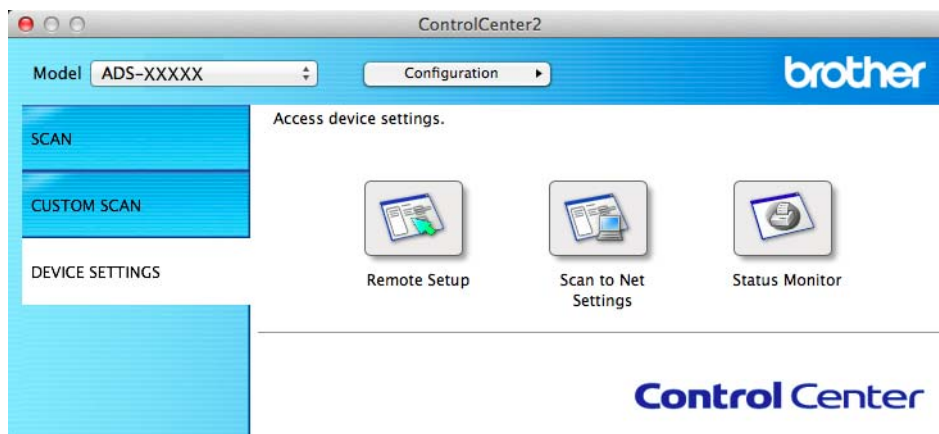 ControlCenter2
Model ADS-XXXXX Configuration
brother
SCAN
CUSTOM SCAN
DEVICE SETTINGS
Access device settings.
Remote Setup
Scan to Net
Settings
Status Monitor
Control Center